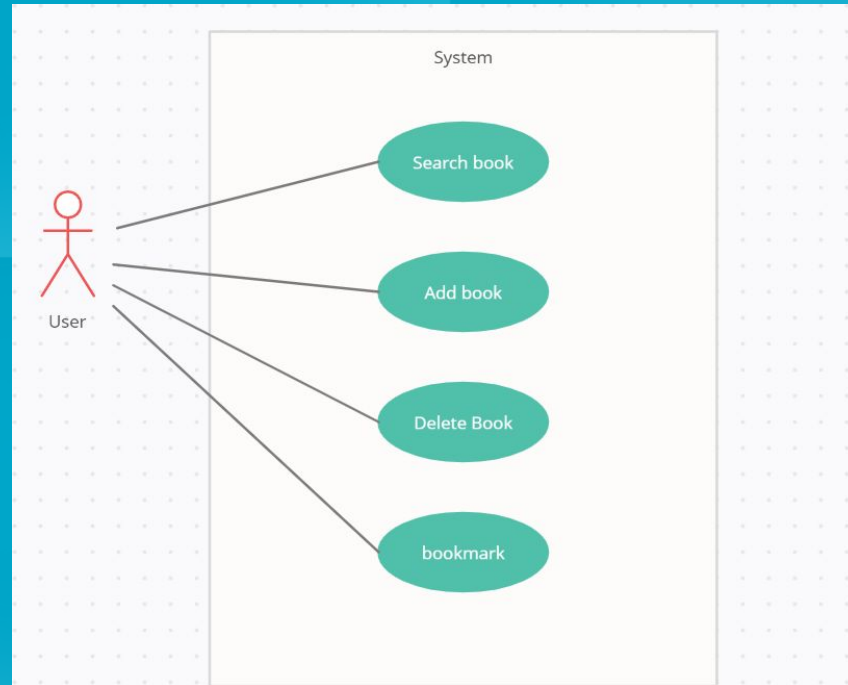 System
Search book
Add book
User
Delete Book
bookmark